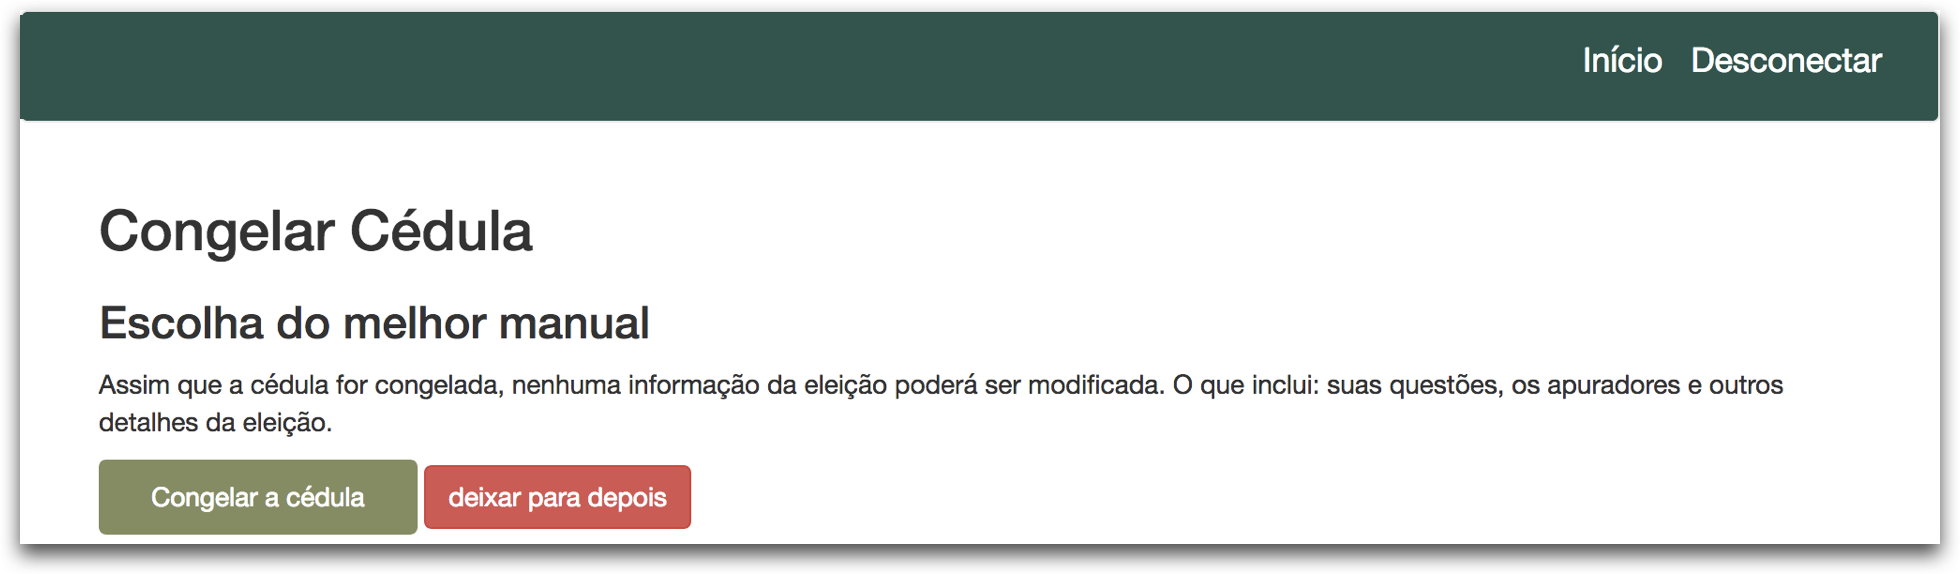 Início Desconectar
Congelar Cédula
Escolha do melhor manual
Assim que a cédula for congelada, nenhuma informação da eleição poderá ser modificada. O que inclui: suas questões, os apuradores e outros
detalhes da eleição.
Congelar a cédula deixar para depois